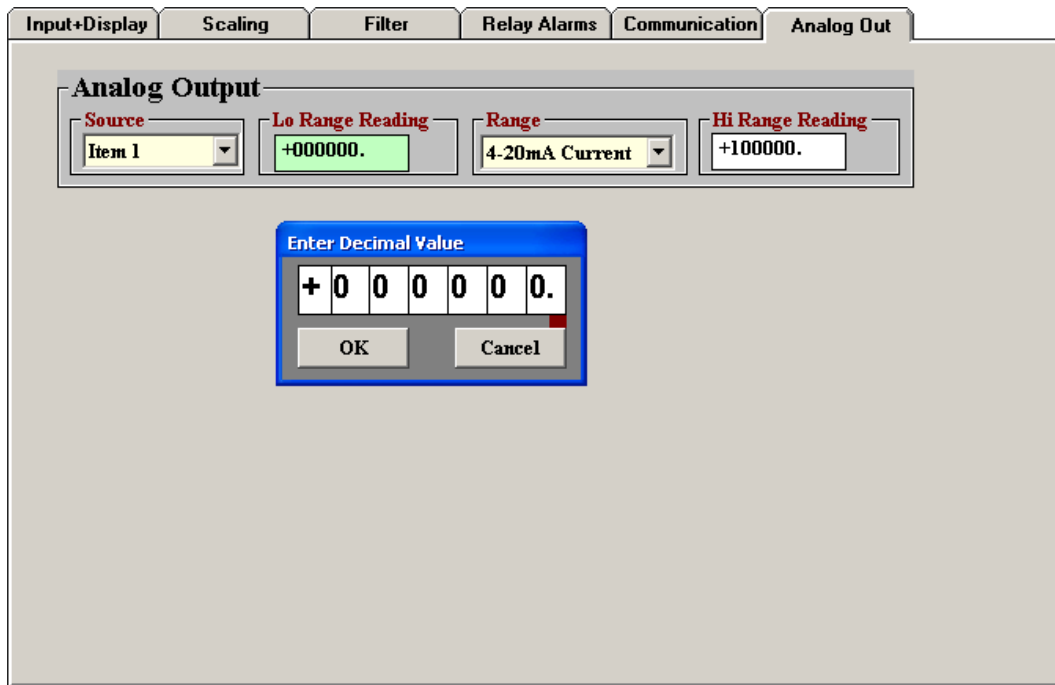 Input+Display Scaling Filter Relay Alarms Communication Analog Out
Analog Output
Source Lo Range Reading Range Hi Range Reading
Item 1 +000000. 4-20mA Current +100000.
Enter Decimal Value
+ 0 0 0 0 0 0.
OK Cancel